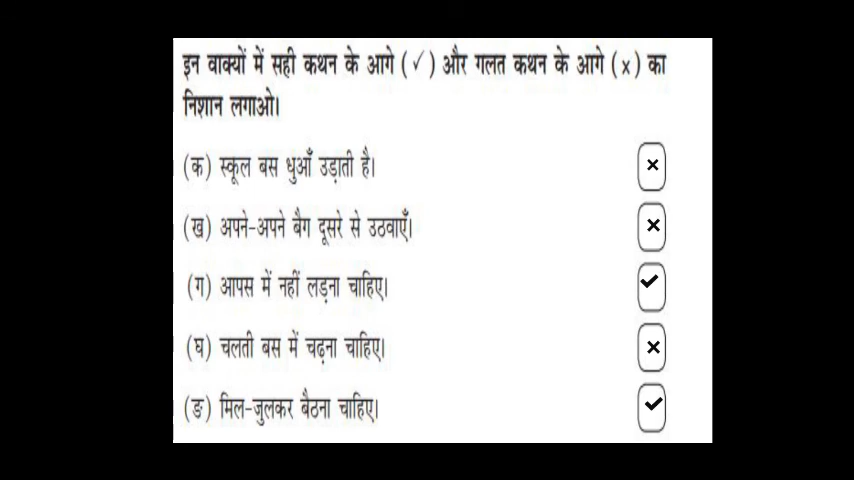 इन वाक्यों में सही कथन के आगे (✓) और गलत कथन के आगे (×) का
निशान लगाओ।
(क) स्कूल बस धुआँ उड़ाती है। ×
(ख) अपने-अपने बैग दूसरे से उठवाएँ। ×
(ग) आपस में नहीं लड़ना चाहिए। ✓
(घ) चलती बस में चढ़ना चाहिए। ×
(ङ) मिल-जुलकर बैठना चाहिए। ✓